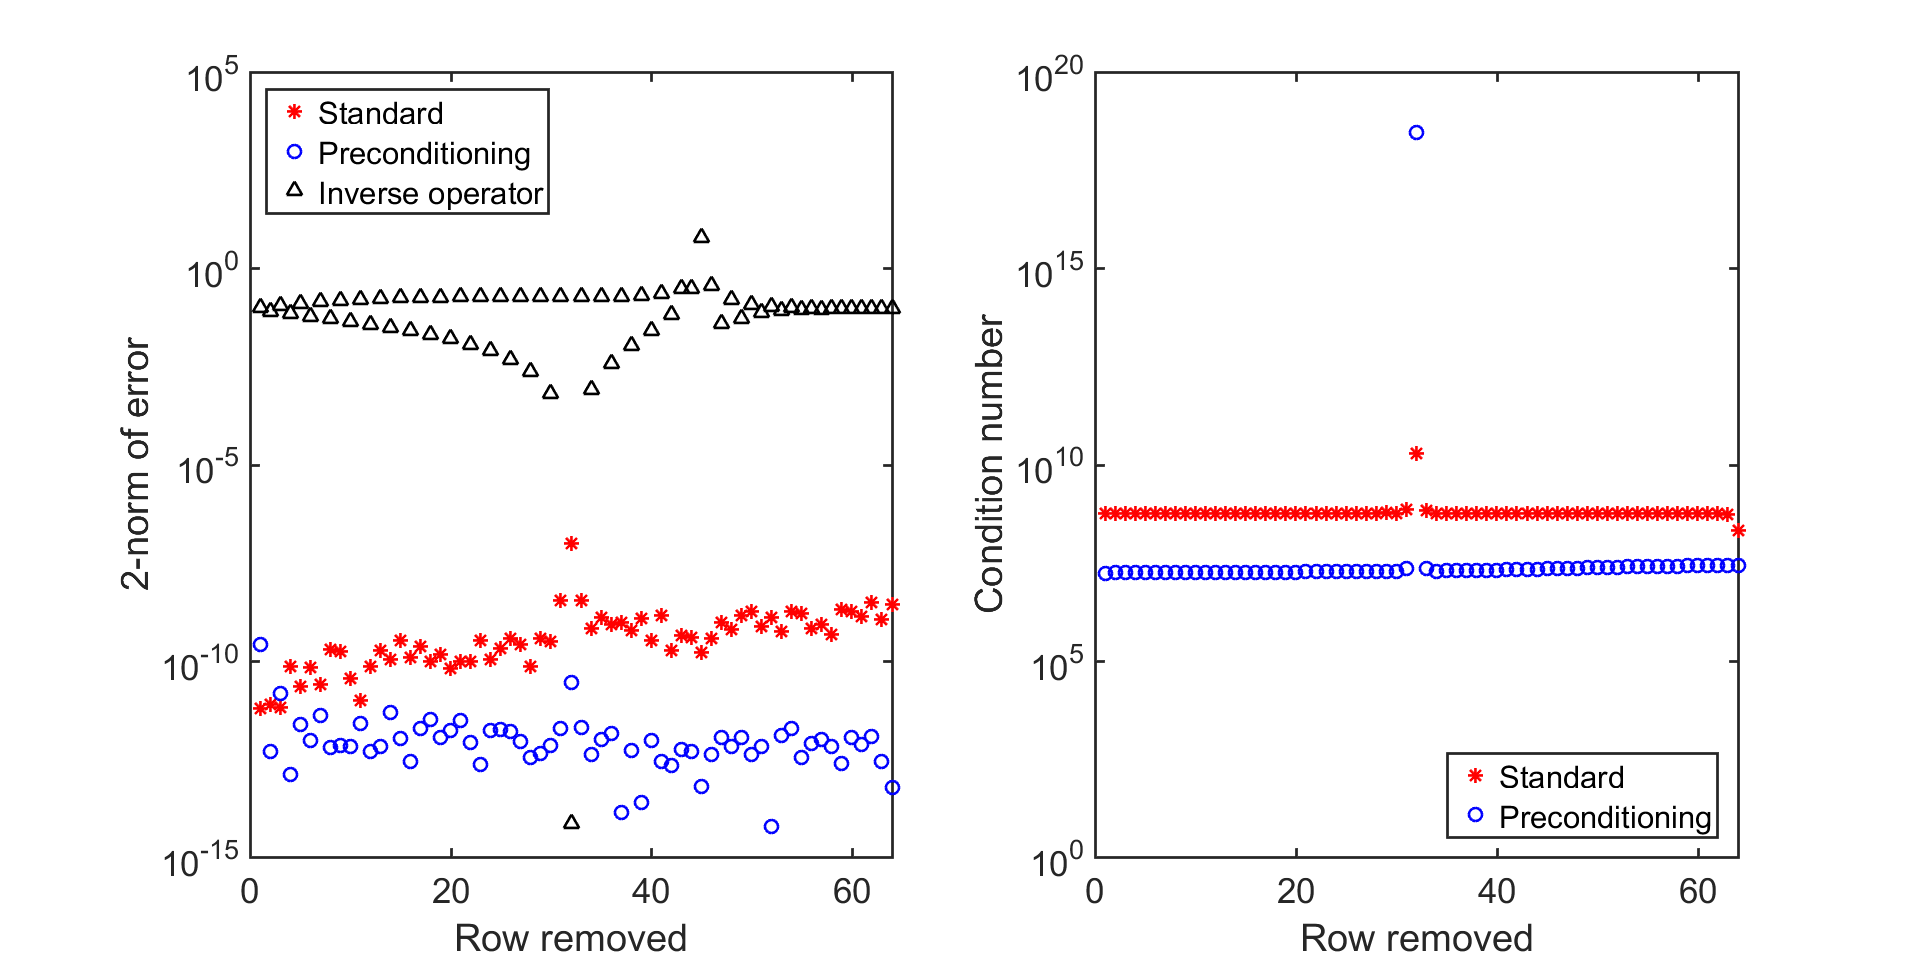 10^5
10^0
10^-5
10^-10
10^-15
2-norm of error
Standard
Preconditioning
Inverse operator
0 20 40 60
Row removed
10^20
10^15
10^10
10^5
10^0
Condition number
Standard
Preconditioning
0 20 40 60
Row removed